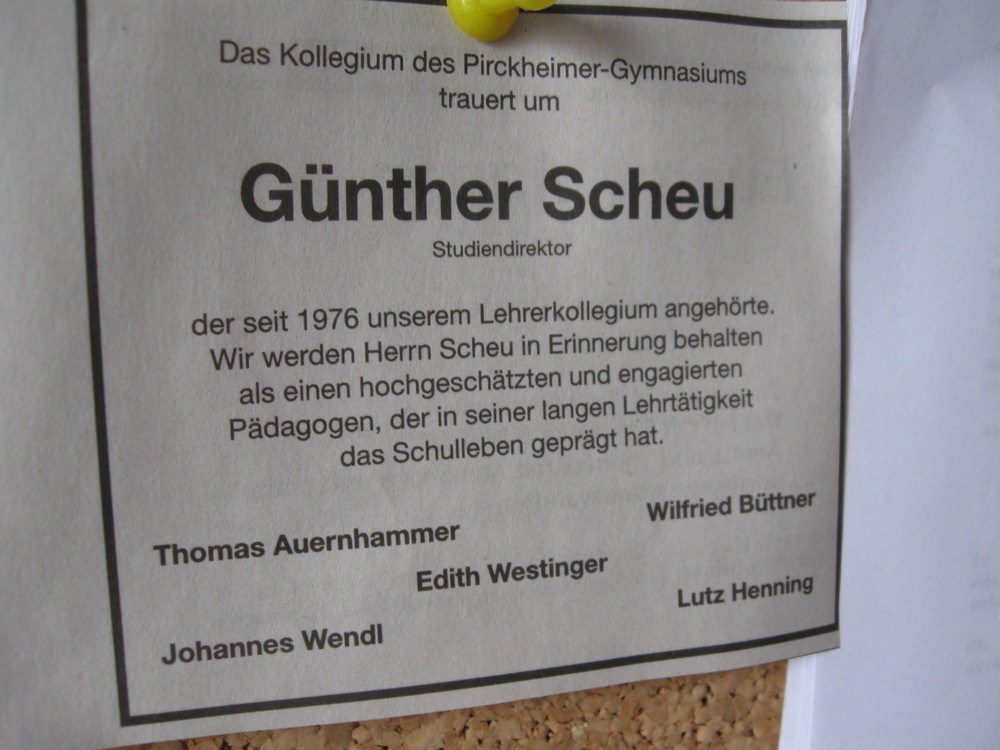 Das Kollegium des Pirckheimer-Gymnasiums
trauert um
Günther Scheu
Studiendirektor
der seit 1976 unserem Lehrerkollegium angehörte.
Wir werden Herrn Scheu in Erinnerung behalten
als einen hochgeschätzten und engagierten
Pädagogen, der in seiner langen Lehrtätigkeit
das Schulleben geprägt hat.
Wilfried Büttner
Thomas Auernhammer
Edith Westinger
Lutz Henning
Johannes Wendl